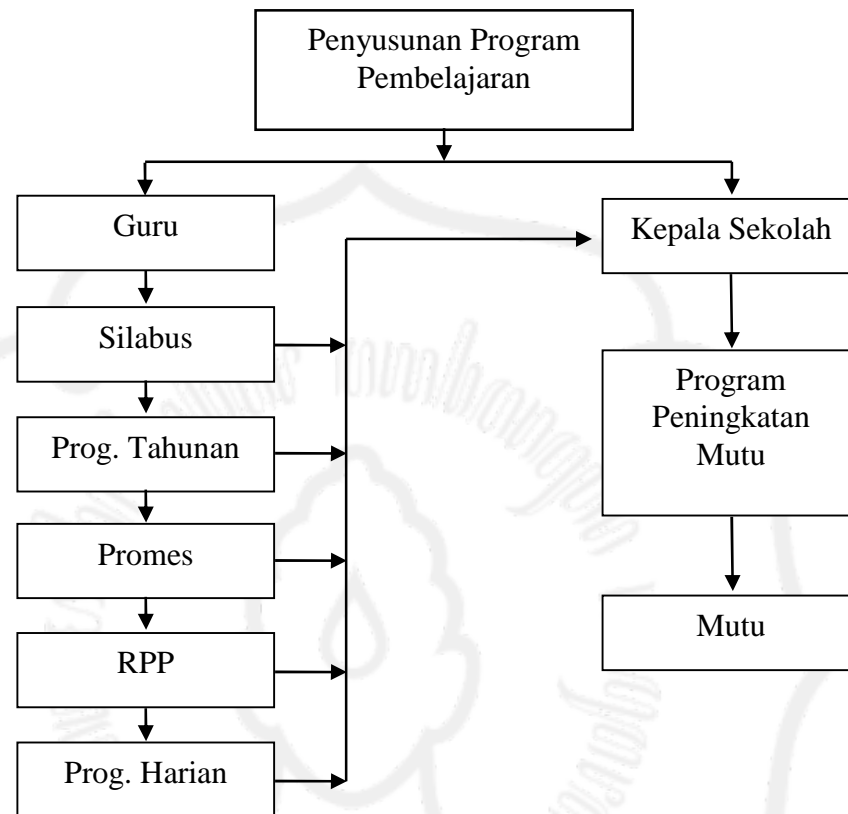 Penyusunan Program
Pembelajaran
Guru
Kepala Sekolah
Silabus
Program
Peningkatan
Mutu
Prog. Tahunan
Promes
Mutu
RPP
Prog. Harian